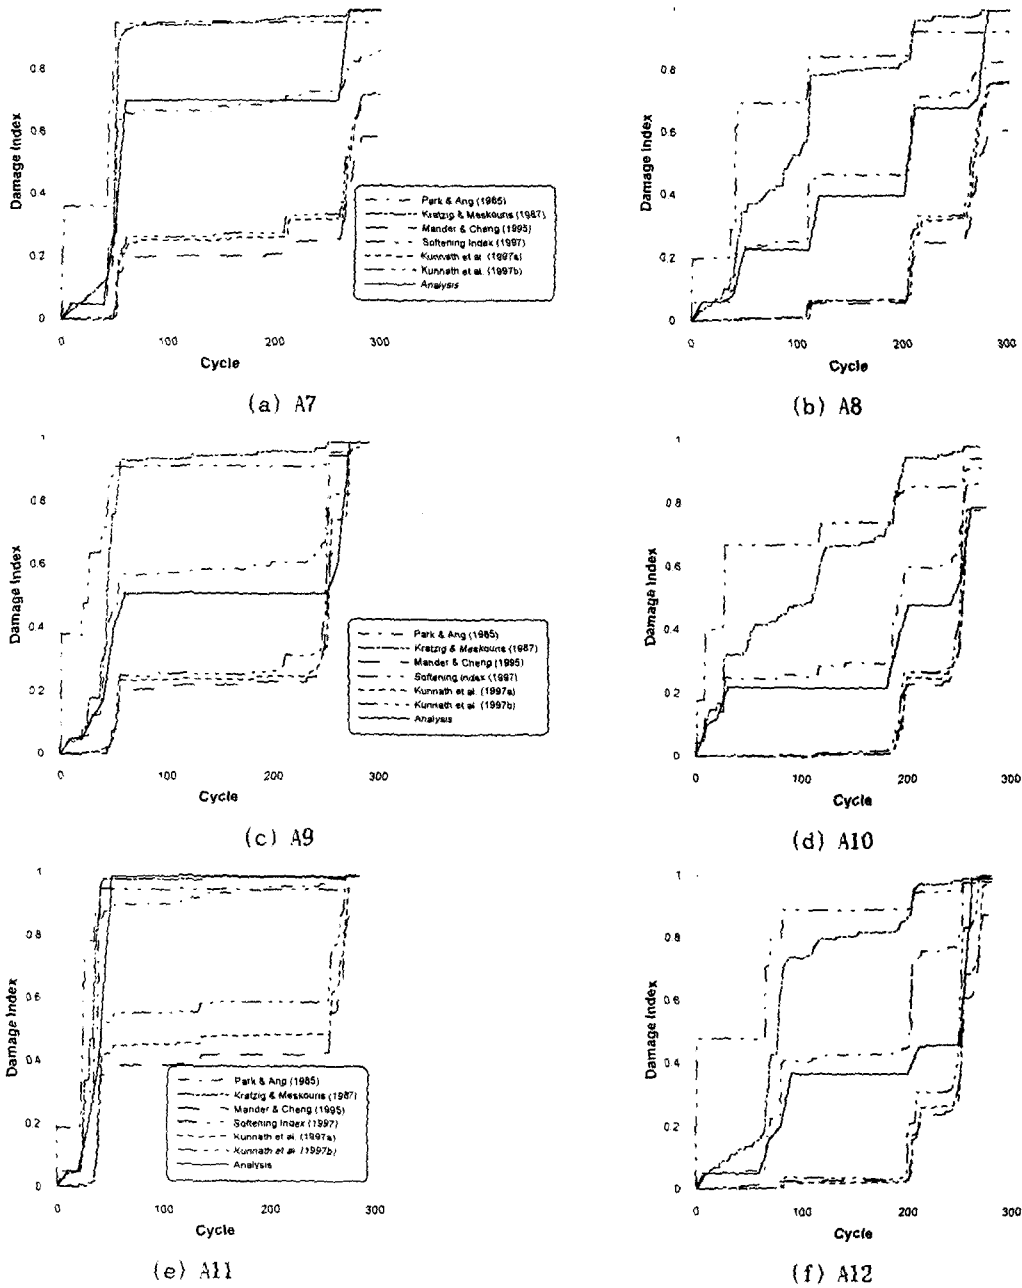 Damage Index
0.8
0.6
0.4
0.2
0
0 100 200 300
Cycle
Park & Ang (1985)
Kratzig & Meskouris (1987)
Mander & Cheng (1995)
Softening Index (1997)
Kunnath et al. (1997a)
Kunnath et al. (1997b)
Analysis
(a) A7
Damage Index
1
0.8
0.6
0.4
0.2
0
0 100 200 300
Cycle
(b) A8
Damage Index
1
0.8
0.6
0.4
0.2
0
0 100 200 300
Cycle
Park & Ang (1985)
Kratzig & Meskouris (1987)
Mander & Cheng (1995)
Softening Index (1997)
Kunnath et al. (1997a)
Kunnath et al. (1997b)
Analysis
(c) A9
Damage Index
1
0.8
0.6
0.4
0.2
0
0 100 200 300
Cycle
(d) A10
Damage Index
1
0.8
0.6
0.4
0.2
0
0 100 200 300
Cycle
Park & Ang (1985)
Kratzig & Meskouris (1987)
Mander & Cheng (1995)
Softening Index (1997)
Kunnath et al. (1997a)
Kunnath et al. (1997b)
Analysis
(e) A11
Damage Index
1
0.8
0.6
0.4
0.2
0
0 100 200 300
Cycle
(f) A12